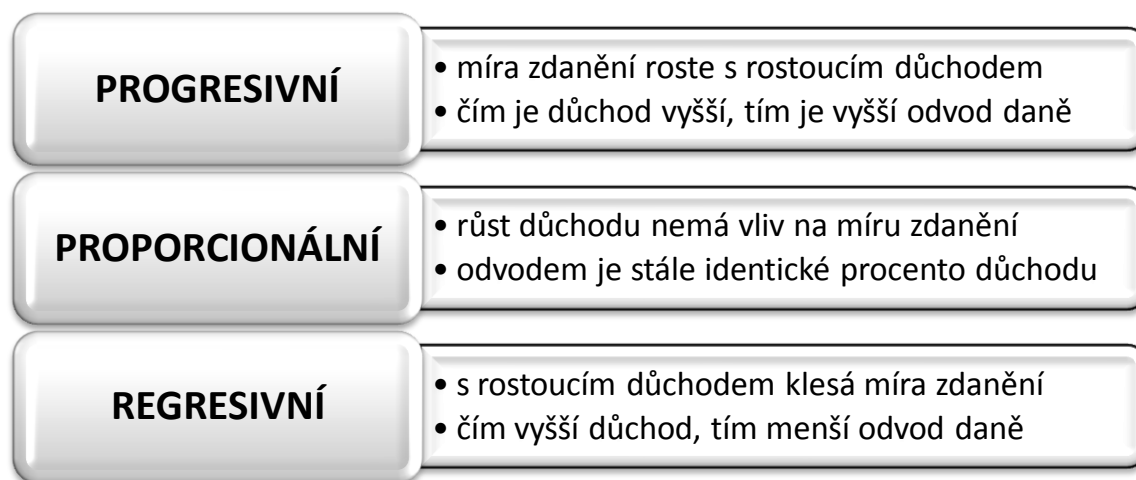 PROGRESIVNÍ
• míra zdanění roste s rostoucím důchodem
• čím je důchod vyšší, tím je vyšší odvod daně
PROPORCIONÁLNÍ
• růst důchodu nemá vliv na míru zdanění
• odvodem je stále identické procento důchodu
REGRESIVNÍ
• s rostoucím důchodem klesá míra zdanění
• čím vyšší důchod, tím menší odvod daně